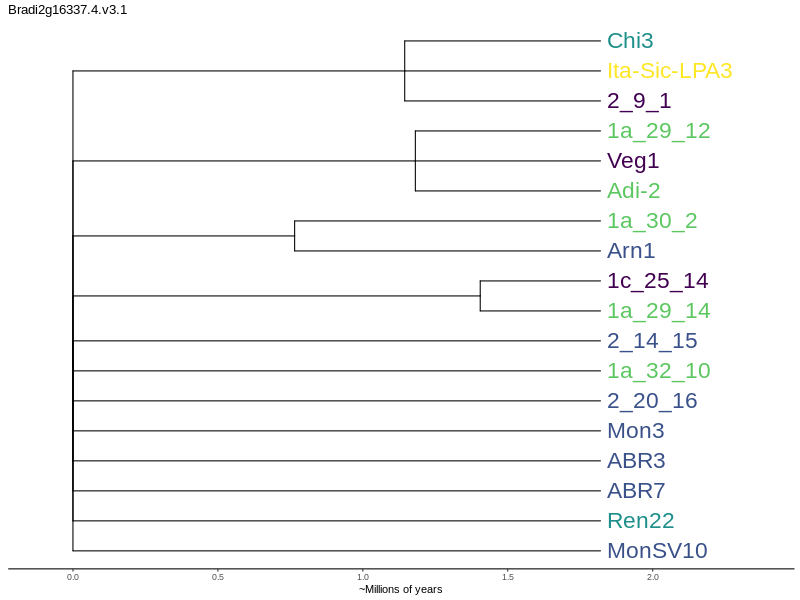 Bradi2g16337.4.v3.1
Chi3
Ita-Sic-LPA3
2_9_1
1a_29_12
Veg1
Adi-2
1a_30_2
Arn1
1c_25_14
1a_29_14
2_14_15
1a_32_10
2_20_16
Mon3
ABR3
ABR7
Ren22
MonSV10
0.0 0.5 1.0 1.5 2.0
~Millions of years